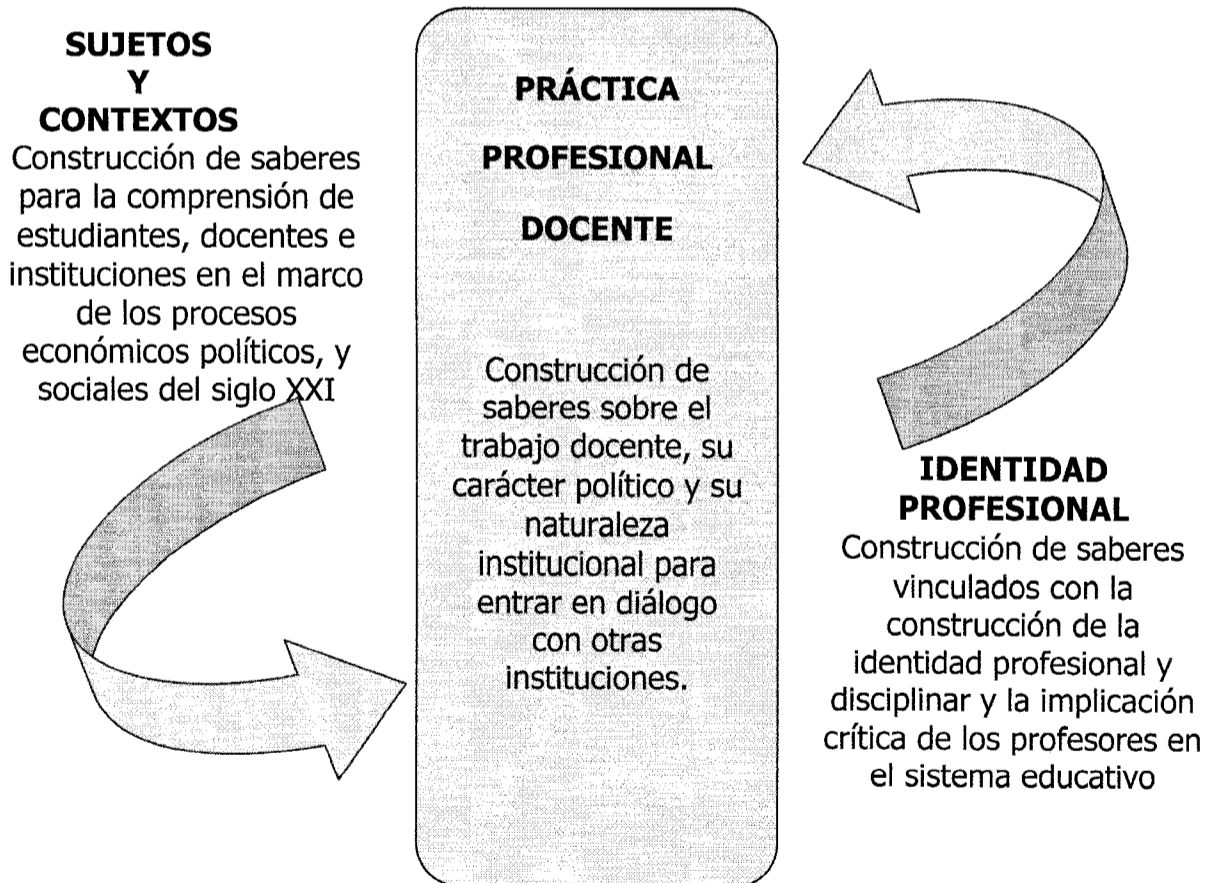 SUJETOS
Y
CONTEXTOS
Construcción de saberes
para la comprensión de
estudiantes, docentes e
instituciones en el marco
de los procesos
económicos políticos, y
sociales del siglo XXI
PRÁCTICA
PROFESIONAL
DOCENTE
Construcción de
saberes sobre el
trabajo docente, su
carácter político y su
naturaleza
institucional para
entrar en diálogo
con otras
instituciones.
IDENTIDAD
PROFESIONAL
Construcción de saberes
vinculados con la
construcción de la
identidad profesional y
disciplinar y la implicación
crítica de los profesores en
el sistema educativo